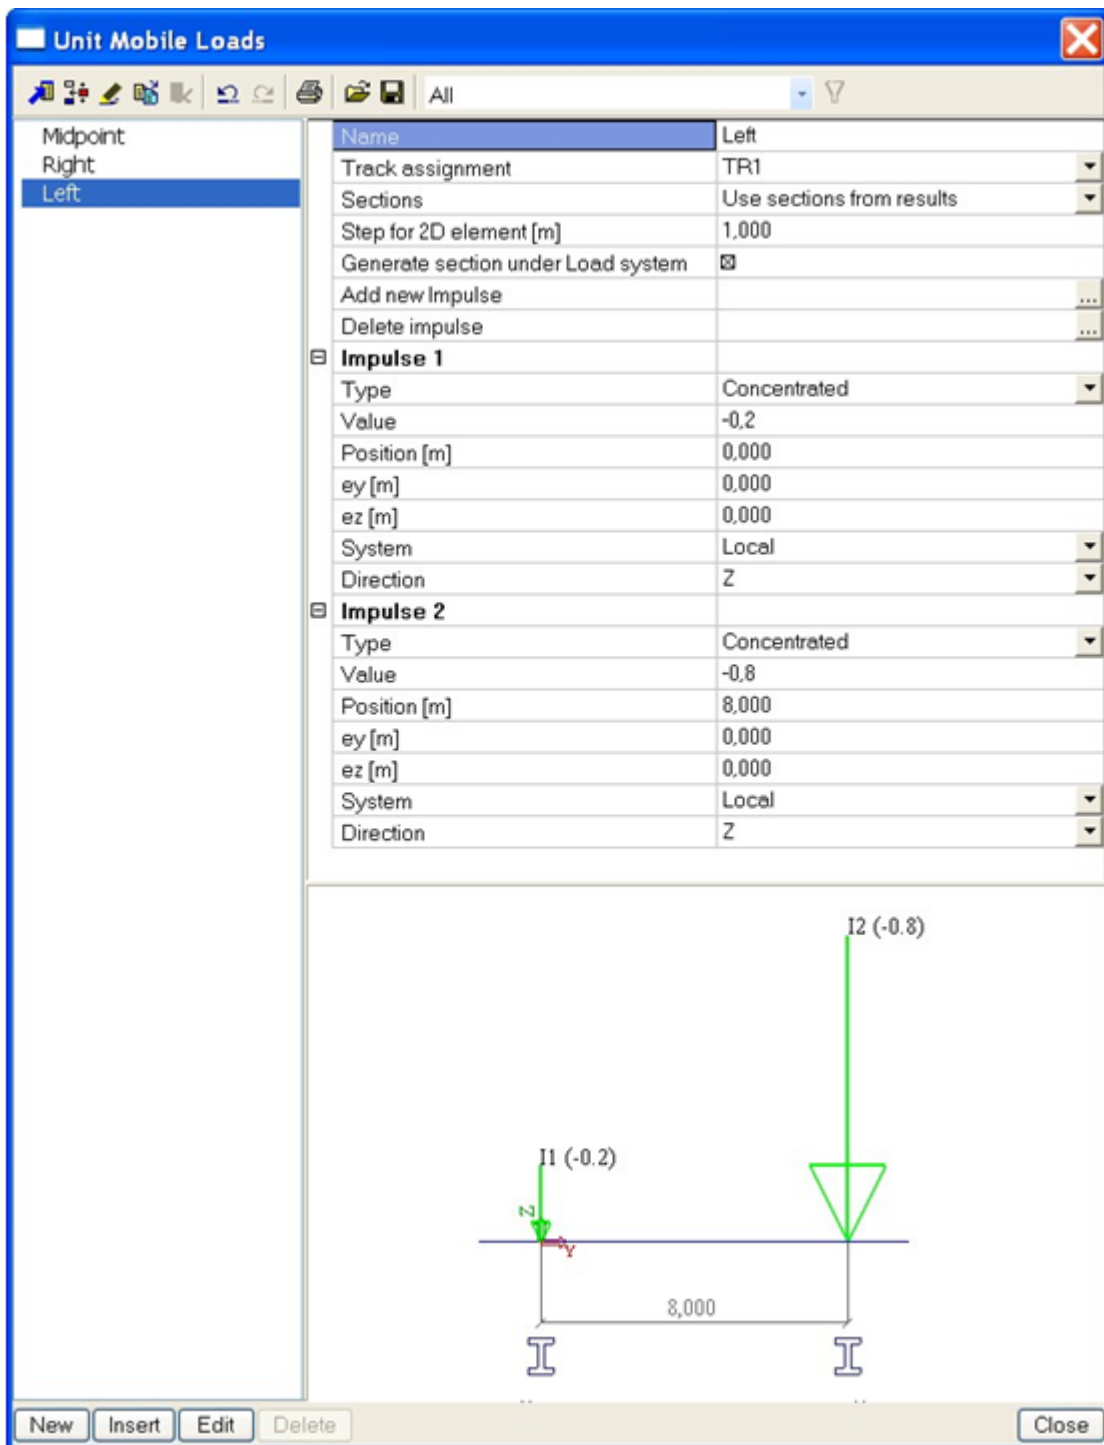 Unit Mobile Loads
All
Midpoint
Right
Left
Name Left
Track assignment TR1
Sections Use sections from results
Step for 2D element [m] 1,000
Generate section under Load system
Add new Impulse ...
Delete impulse ...
Impulse 1
Type Concentrated
Value -0,2
Position [m] 0,000
ey [m] 0,000
ez [m] 0,000
System Local
Direction Z
Impulse 2
Type Concentrated
Value -0,8
Position [m] 8,000
ey [m] 0,000
ez [m] 0,000
System Local
Direction Z
I2 (-0.8)
I1 (-0.2)
Z
Y
8,000
New Insert Edit Delete Close